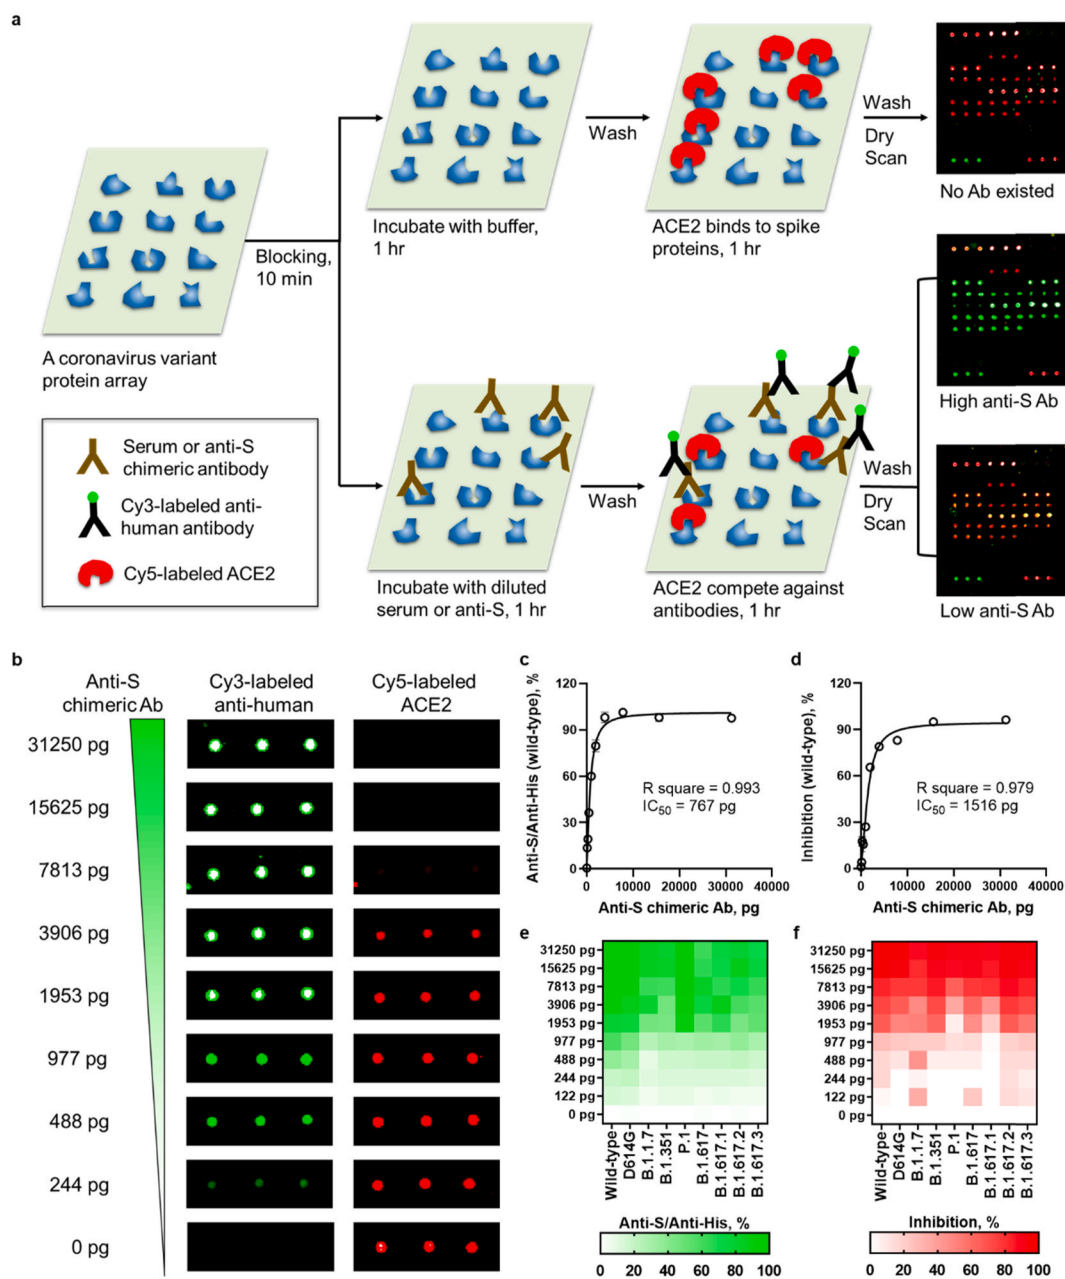 a
Incubate with buffer,
1 hr
Wash
ACE2 binds to spike
proteins, 1 hr
Wash
Dry
Scan
No Ab existed
Blocking,
10 min
A coronavirus variant
protein array
High anti-S Ab
Serum or anti-S
chimeric antibody
Cy3-labeled anti-
human antibody
Cy5-labeled ACE2
Incubate with diluted
serum or anti-S, 1 hr
Wash
ACE2 compete against
antibodies, 1 hr
Wash
Dry
Scan
Low anti-S Ab
b
Anti-S
chimeric Ab
Cy3-labeled
anti-human
Cy5-labeled
ACE2
31250 pg
15625 pg
7813 pg
3906 pg
1953 pg
977 pg
488 pg
244 pg
0 pg
c
Anti-S/Anti-His (wild-type), %
120
90
60
30
0
R square = 0.993
IC50 = 767 pg
0 10000 20000 30000 40000
Anti-S chimeric Ab, pg
d
Inhibition (wild-type), %
120
90
60
30
0
R square = 0.979
IC50 = 1516 pg
0 10000 20000 30000 40000
Anti-S chimeric Ab, pg
e
31250 pg
15625 pg
7813 pg
3906 pg
1953 pg
977 pg
488 pg
244 pg
122 pg
0 pg
Wild-type
D614G
B.1.1.7
B.1.351
P.1
B.1.617
B.1.617.1
B.1.617.2
B.1.617.3
Anti-S/Anti-His, %
0 20 40 60 80 100
f
31250 pg
15625 pg
7813 pg
3906 pg
1953 pg
977 pg
488 pg
244 pg
122 pg
0 pg
Wild-type
D614G
B.1.1.7
B.1.351
P.1
B.1.617
B.1.617.1
B.1.617.2
B.1.617.3
Inhibition, %
0 20 40 60 80 100